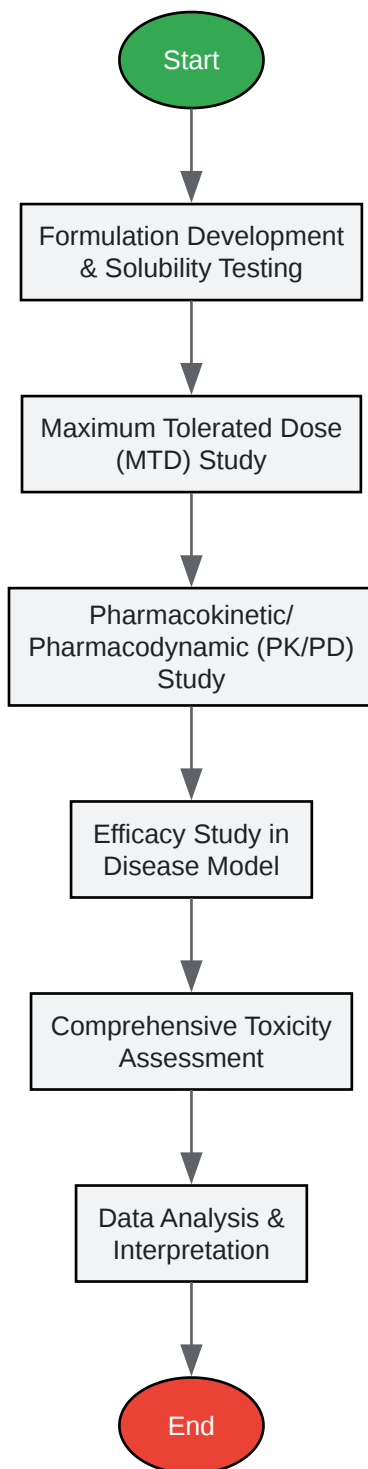 Start
Formulation Development
& Solubility Testing
Maximum Tolerated Dose
(MTD) Study
Pharmacokinetic/
Pharmacodynamic (PK/PD)
Study
Efficacy Study in
Disease Model
Comprehensive Toxicity
Assessment
Data Analysis &
Interpretation
End